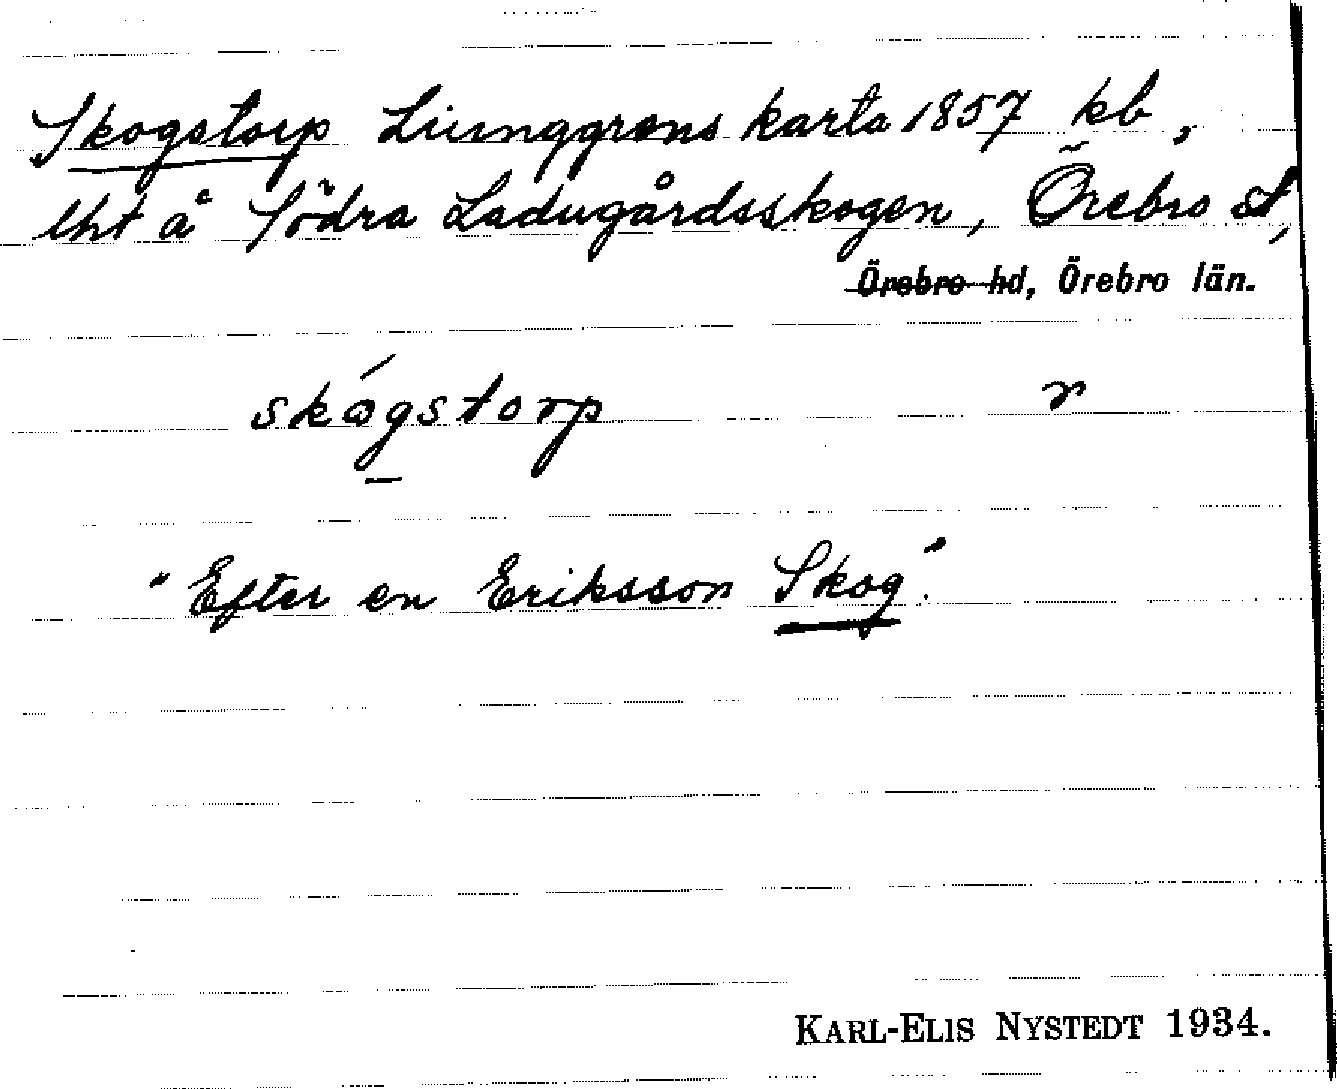 Skogstorp Liunggrens karta 1857 kb,
lht å Södra Ladugårdsskogen, Örebro st,
Örebro hd, Örebro län.
skógstorp r
"Efter en Eriksson Skog".
KARL-ELIS NYSTEDT 1934.